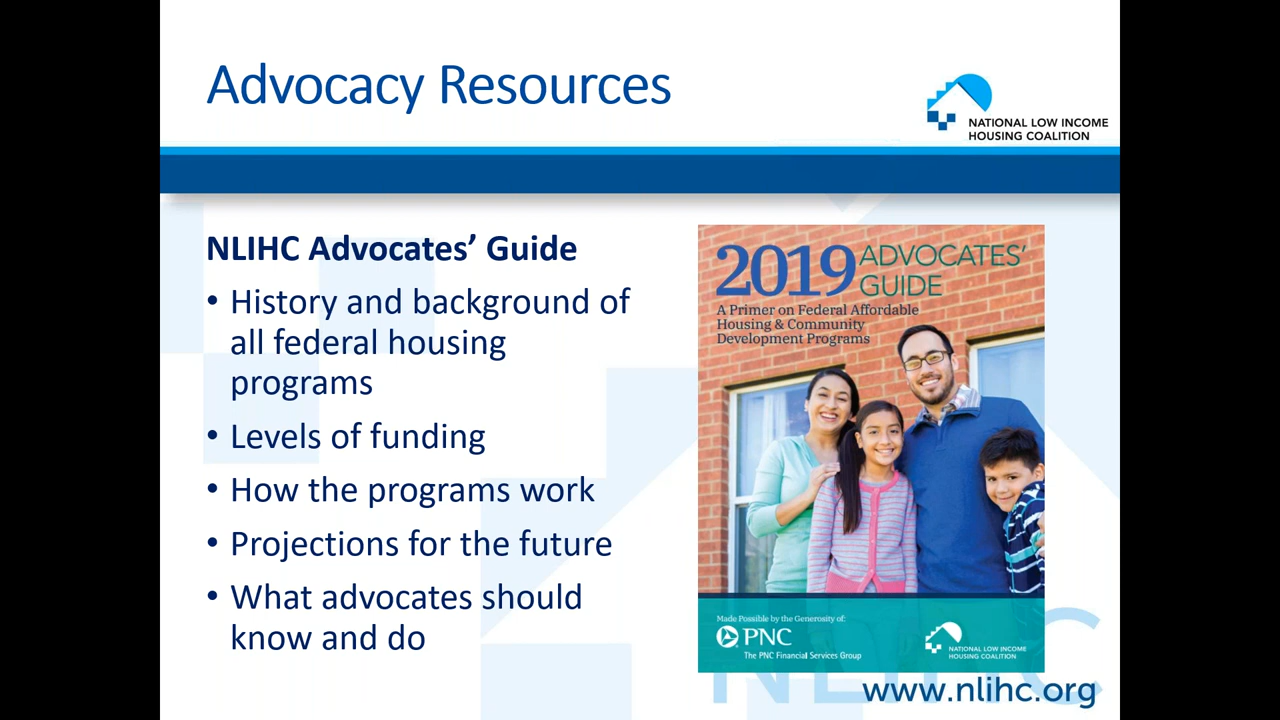 Advocacy Resources
NATIONAL LOW INCOME
HOUSING COALITION
NLIHC Advocates’ Guide
• History and background of
all federal housing
programs
• Levels of funding
• How the programs work
• Projections for the future
• What advocates should
know and do
2019 ADVOCATES’
GUIDE
A Primer on Federal Affordable
Housing & Community
Development Programs
Made Possible by the Generosity of:
PNC
The PNC Financial Services Group
NATIONAL LOW INCOME
HOUSING COALITION
NLIHC
www.nlihc.org